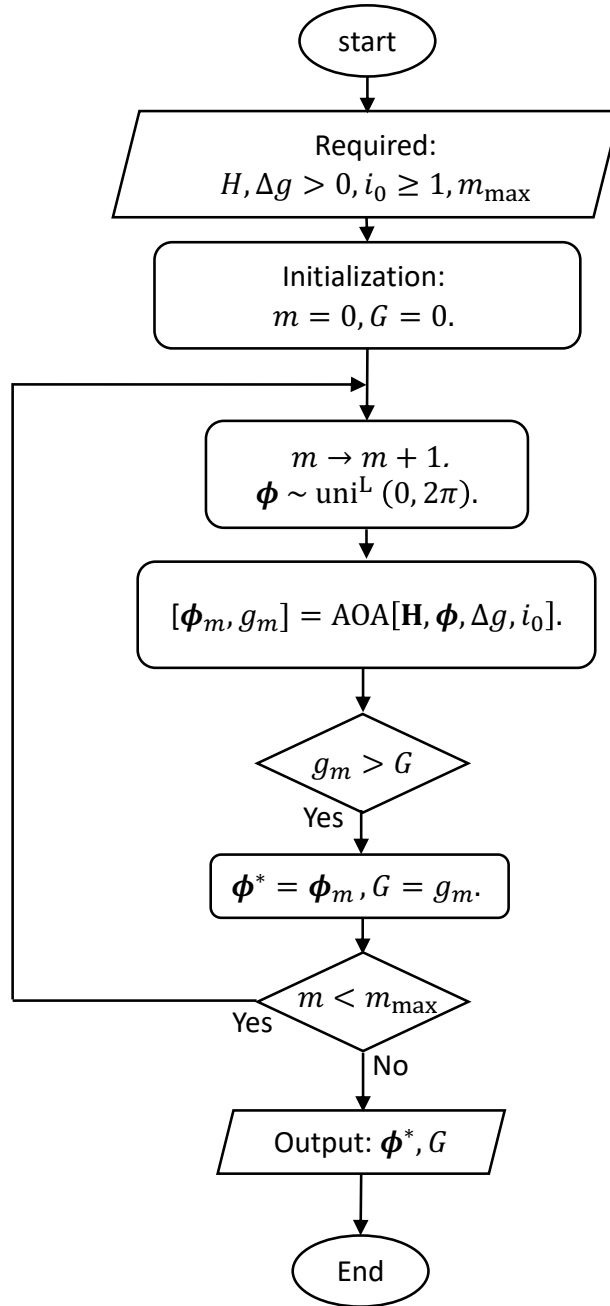 start
Required:
H, Δg > 0, i₀ ≥ 1, m_max
Initialization:
m = 0, G = 0.
m → m + 1.
ϕ ~ uni^L (0, 2π).
[ϕ_m, g_m] = AOA[H, ϕ, Δg, i₀].
g_m > G
Yes
ϕ* = ϕ_m, G = g_m.
m < m_max
Yes
No
Output: ϕ*, G
End